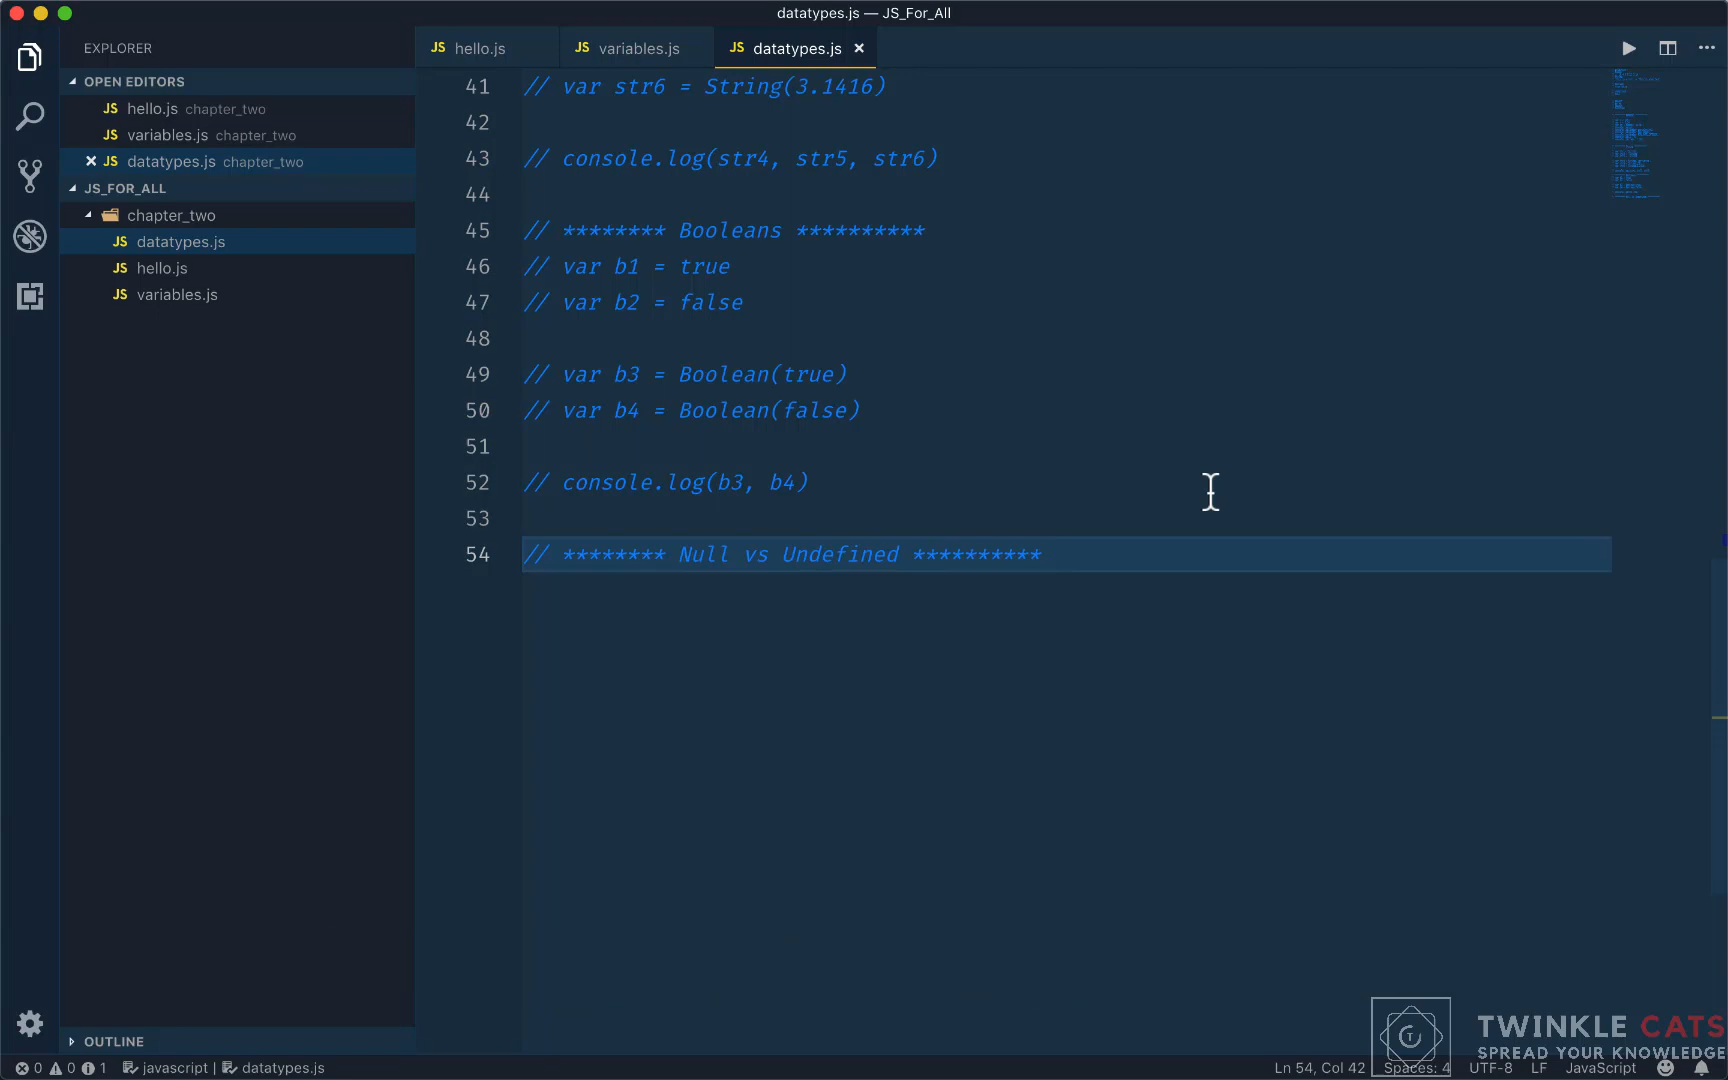 datatypes.js — JS_For_All
EXPLORER
OPEN EDITORS
JS hello.js chapter_two
JS variables.js chapter_two
JS datatypes.js chapter_two
JS_FOR_ALL
chapter_two
JS datatypes.js
JS hello.js
JS variables.js
OUTLINE
JS hello.js
JS variables.js
JS datatypes.js
41 // var str6 = String(3.1416)
42
43 // console.log(str4, str5, str6)
44
45 // ******** Booleans **********
46 // var b1 = true
47 // var b2 = false
48
49 // var b3 = Boolean(true)
50 // var b4 = Boolean(false)
51
52 // console.log(b3, b4)
53
54 // ******** Null vs Undefined **********
TWINKLE CATS
SPREAD YOUR KNOWLEDGE
0 0 1 javascript | datatypes.js
Ln 54, Col 42 Spaces: 4 UTF-8 LF JavaScript